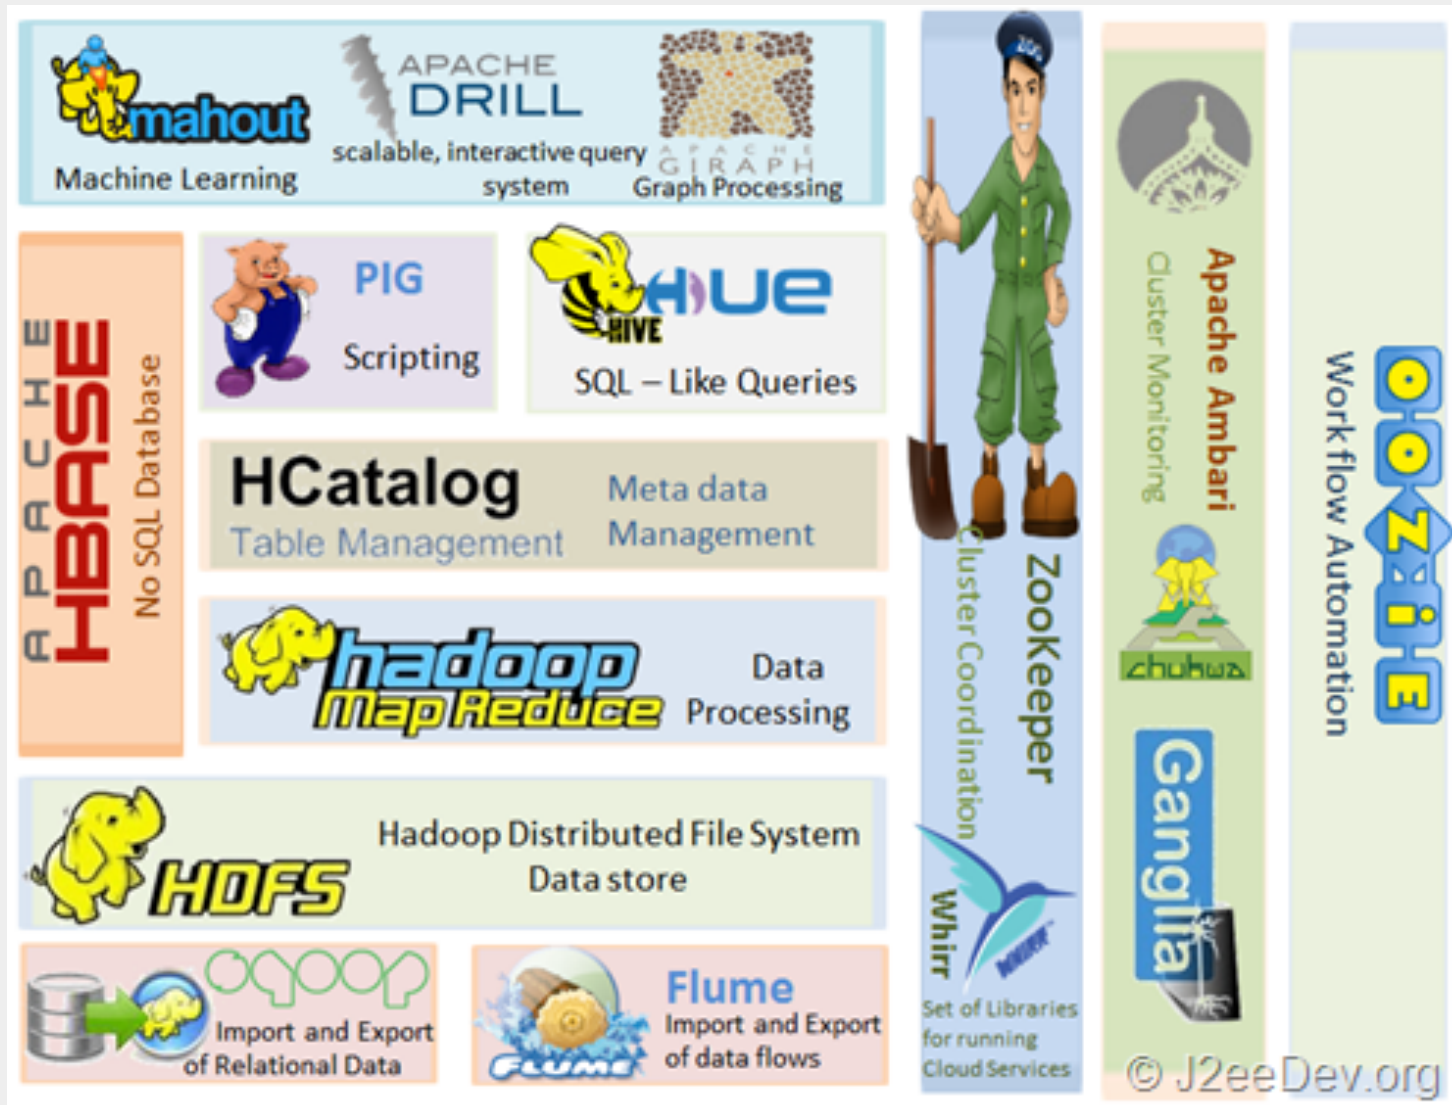 mahout
Machine Learning
APACHE
DRILL
scalable, interactive query
system
APACHE
GIRAPH
Graph Processing
APACHE
HBASE
No SQL Database
PIG
Scripting
HIVE
HUE
SQL – Like Queries
HCatalog
Table Management
Meta data
Management
hadoop
Map Reduce
Data
Processing
HDFS
Hadoop Distributed File System
Data store
sqoop
Import and Export
of Relational Data
FLUME
Flume
Import and Export
of data flows
ZOO
ZooKeeper
Cluster Coordination
Whirr
WHIRR™
Set of Libraries
for running
Cloud Services
Apache Ambari
Cluster Monitoring
chukwa
Ganglia
OOZIE
Work flow Automation
© J2eeDev.org